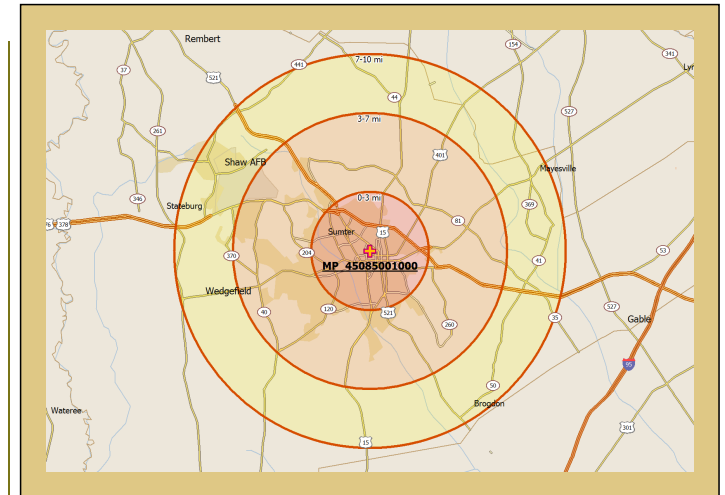 Rembert
7-10 mi
441
154
341
37
521
527
Lyn
44
3-7 mi
261
401
Shaw AFB
Mayesville
346
0-3 mi
Stateburg
369
76
378
Sumter
15
81
204
MP_45085001000
53
370
41
Wedgefield
527
40
120
521
35
Gable
260
95
50
Brogdon
Wateree
301
15